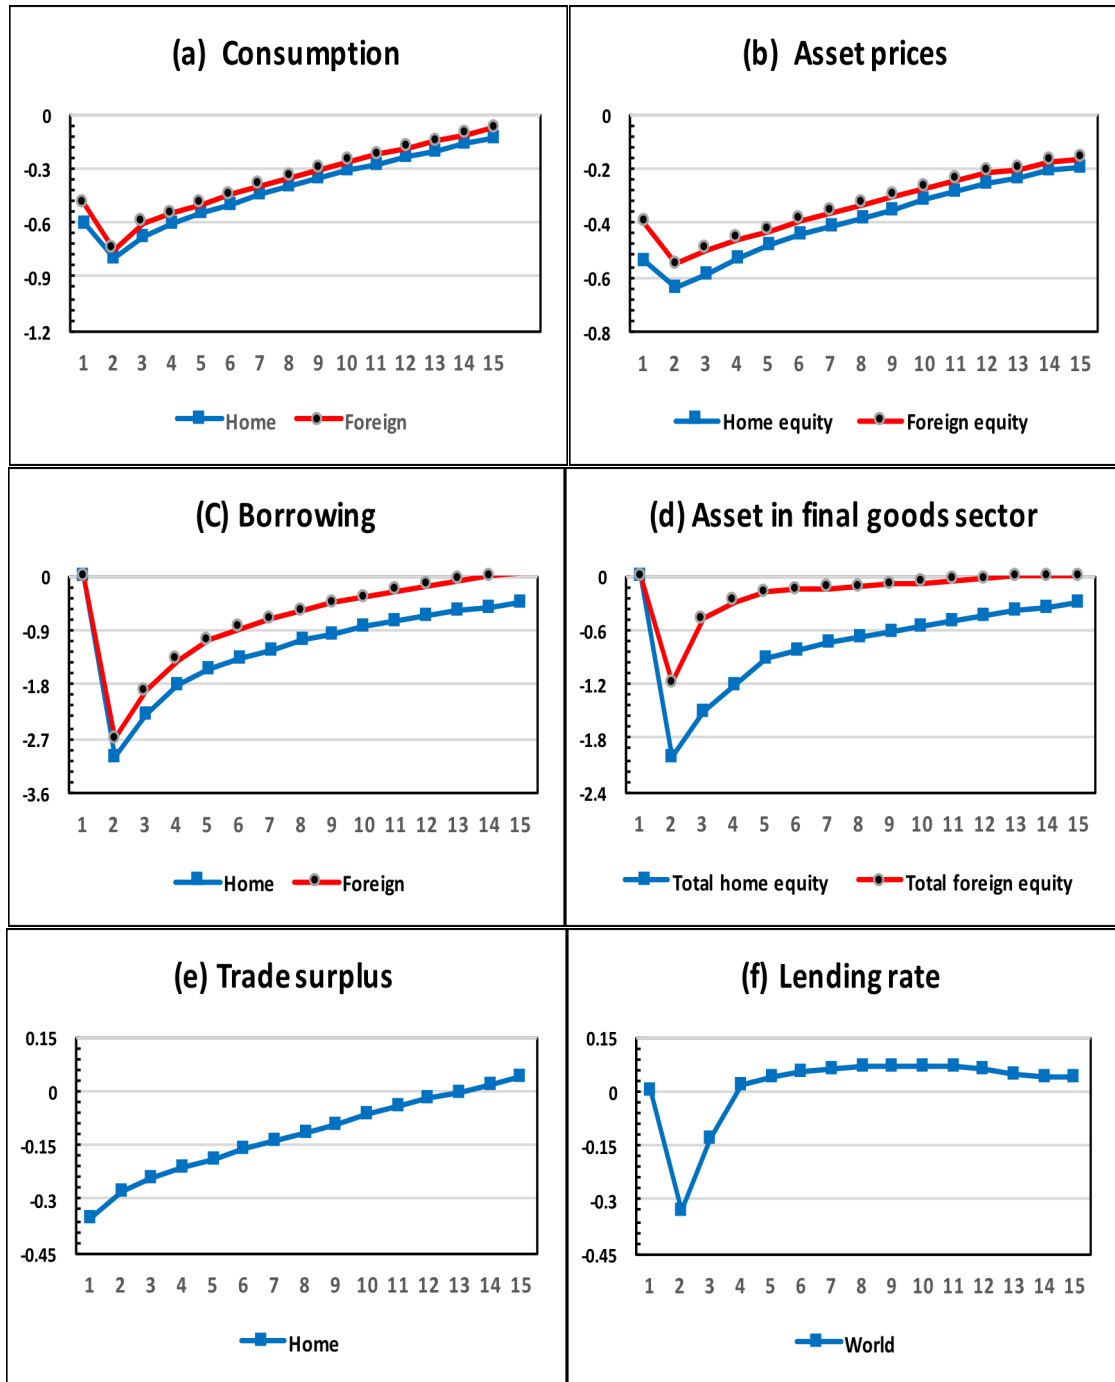 (a) Consumption
0
-0.3
-0.6
-0.9
-1.2
1 2 3 4 5 6 7 8 9 10 11 12 13 14 15
Home Foreign
(b) Asset prices
0
-0.2
-0.4
-0.6
-0.8
1 2 3 4 5 6 7 8 9 10 11 12 13 14 15
Home equity Foreign equity
(C) Borrowing
0
-0.9
-1.8
-2.7
-3.6
1 2 3 4 5 6 7 8 9 10 11 12 13 14 15
Home Foreign
(d) Asset in final goods sector
0
-0.6
-1.2
-1.8
-2.4
1 2 3 4 5 6 7 8 9 10 11 12 13 14 15
Total home equity Total foreign equity
(e) Trade surplus
0.15
0
-0.15
-0.3
-0.45
1 2 3 4 5 6 7 8 9 10 11 12 13 14 15
Home
(f) Lending rate
0.15
0
-0.15
-0.3
-0.45
1 2 3 4 5 6 7 8 9 10 11 12 13 14 15
World